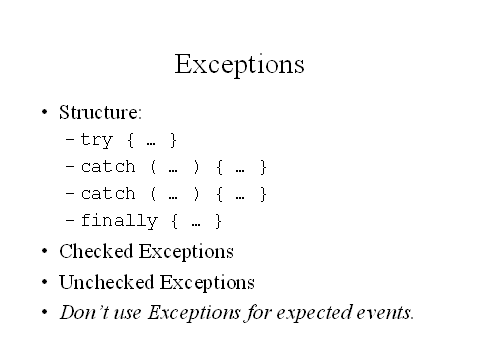 Exceptions
• Structure:
– try { … }
– catch ( … ) { … }
– catch ( … ) { … }
– finally { … }
• Checked Exceptions
• Unchecked Exceptions
• Don’t use Exceptions for expected events.